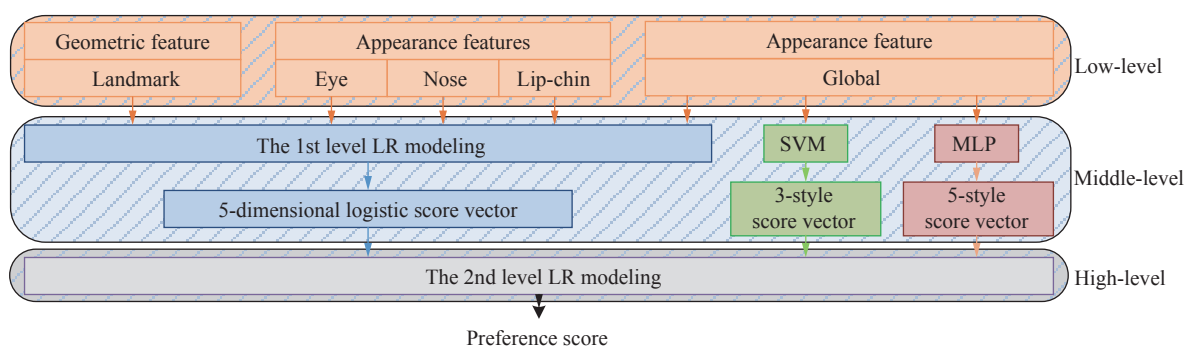 Geometric feature
Appearance features
Appearance feature
Landmark
Eye
Nose
Lip-chin
Global
Low-level
The 1st level LR modeling
SVM
MLP
5-dimensional logistic score vector
3-style
score vector
5-style
score vector
Middle-level
The 2nd level LR modeling
High-level
Preference score